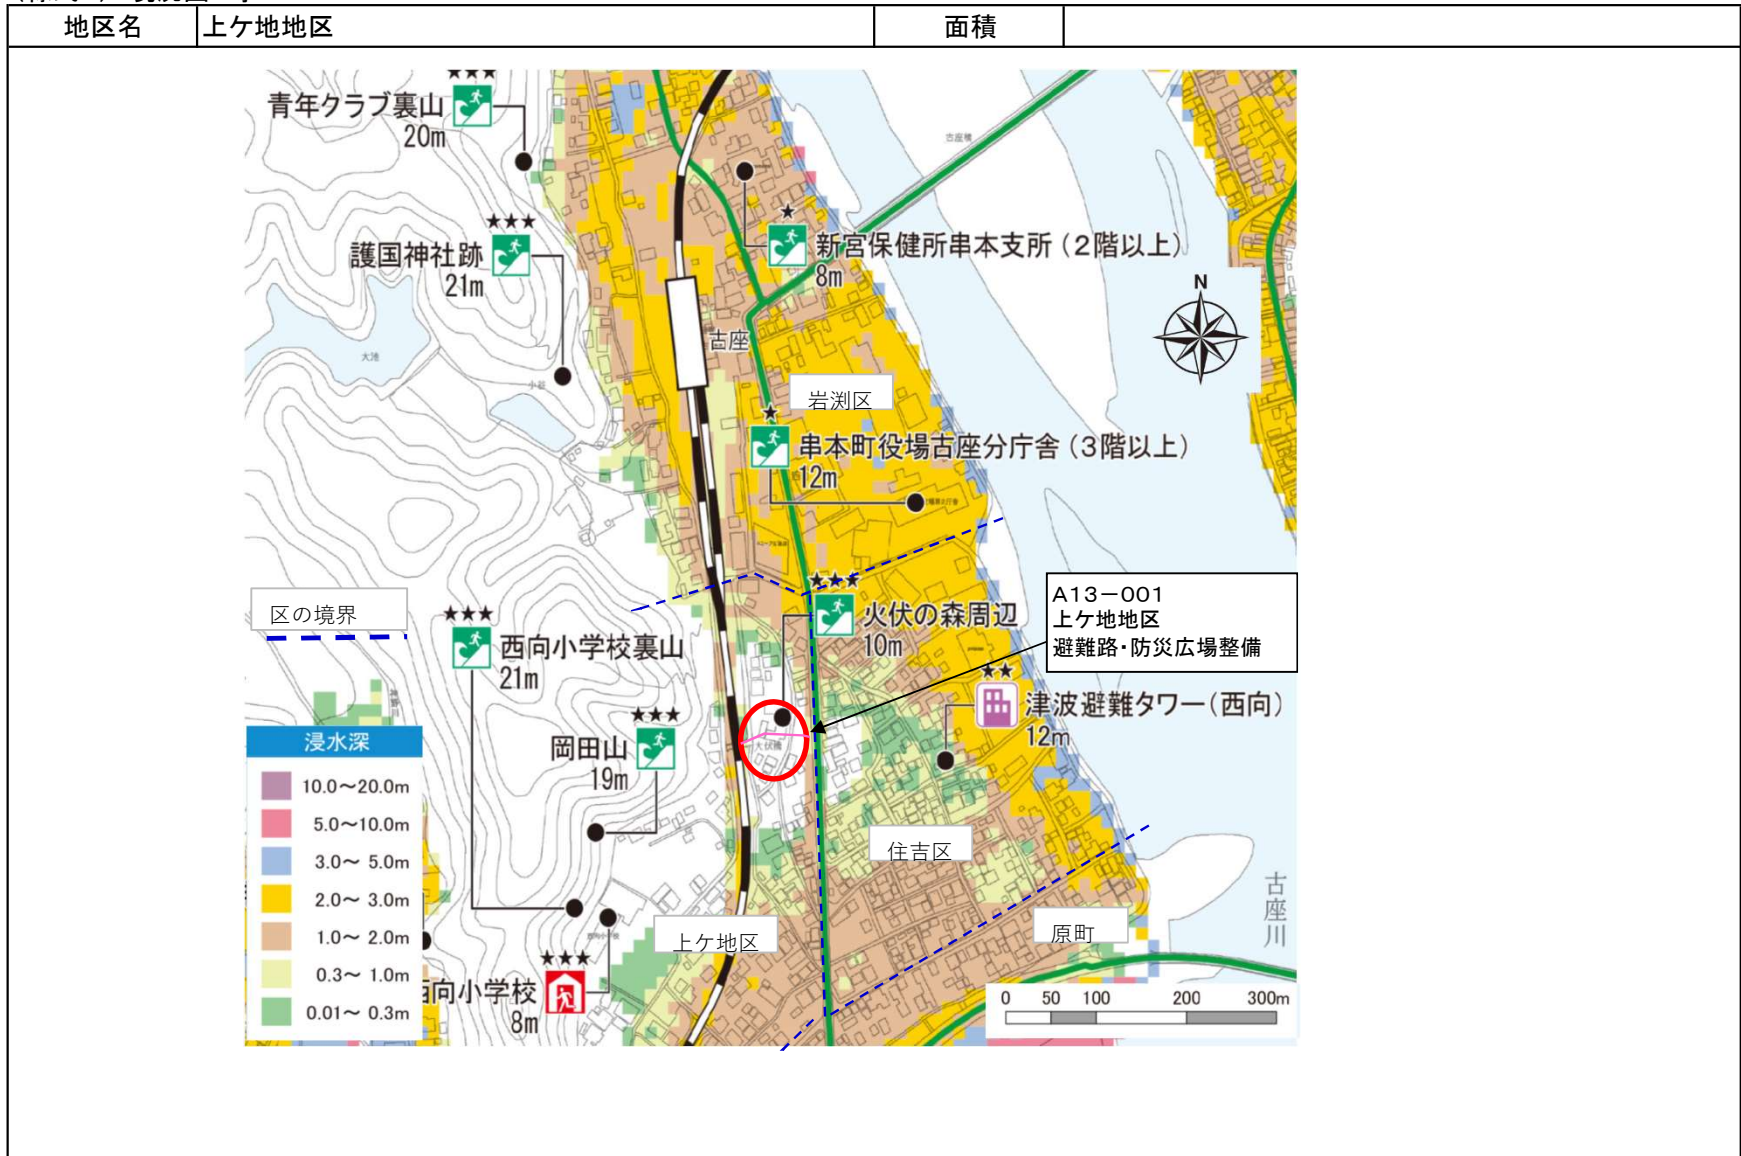 地区名
上ケ地地区
面積
★★★
青年クラブ裏山
20m
★★★
護国神社跡
21m
大池
小谷
古座橋
★
新宮保健所串本支所(2階以上)
8m
N
古座
岩渕区
★
串本町役場古座分庁舎(3階以上)
12m
区の境界
★★★
西向小学校裏山
21m
★★★
火伏の森周辺
10m
A13-001
上ケ地地区
避難路・防災広場整備
★★
津波避難タワー(西向)
12m
★★★
岡田山
19m
浸水深
10.0～20.0m
5.0～10.0m
3.0～ 5.0m
2.0～ 3.0m
1.0～ 2.0m
0.3～ 1.0m
0.01～ 0.3m
住吉区
上ケ地区
原町
古座川
★★★
西向小学校
8m
0 50 100 200 300m